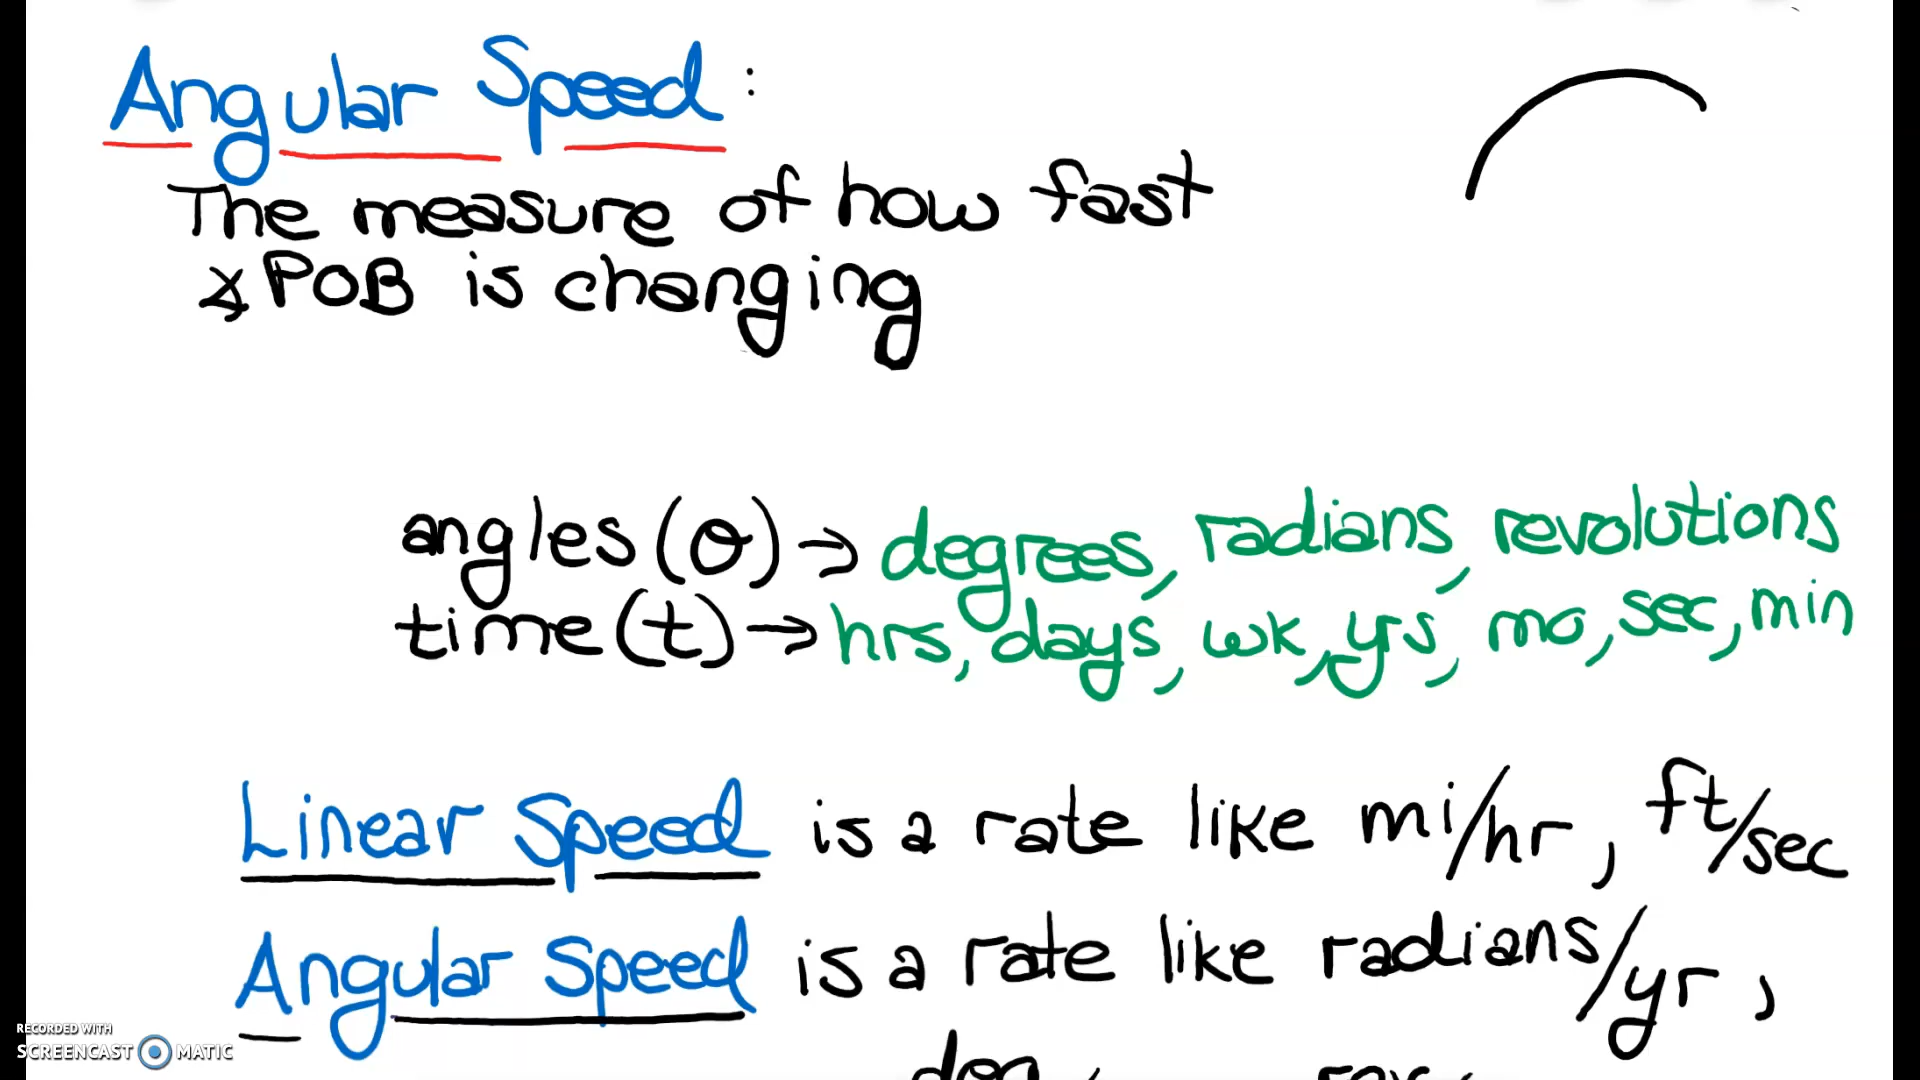 Angular Speed:
The measure of how fast
∡POB is changing
angles (θ) → degrees, radians, revolutions
time (t) → hrs, days, wk, yrs, mo, sec, min
Linear Speed is a rate like mi/hr, ft/sec
Angular Speed is a rate like radians/yr,
RECORDED WITH
SCREENCAST MATIC